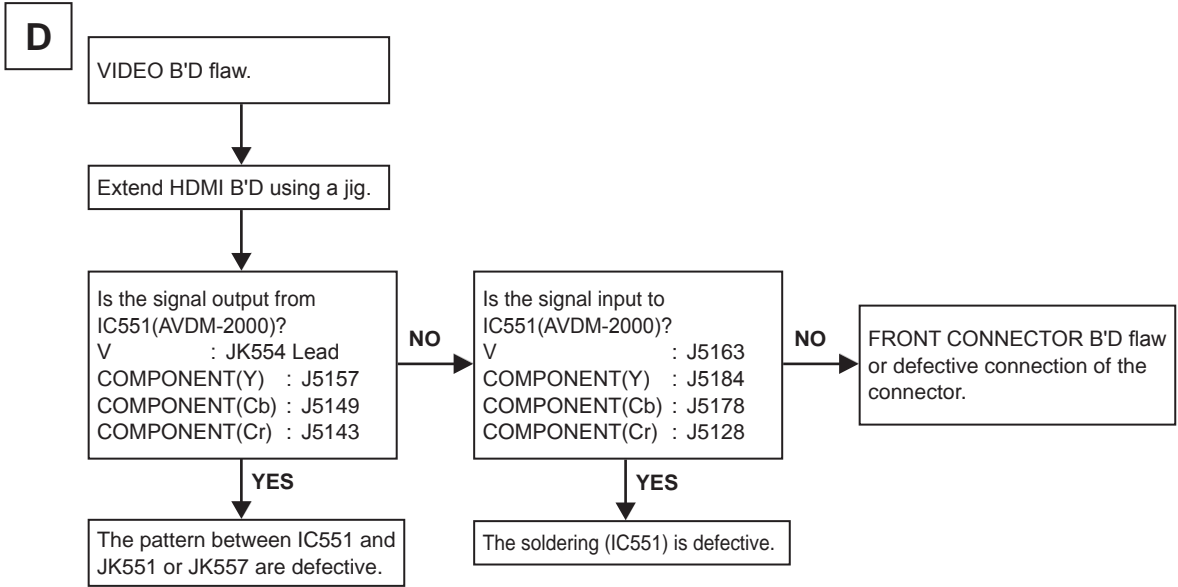 D
VIDEO B'D flaw.
Extend HDMI B'D using a jig.
Is the signal output from
IC551(AVDM-2000)?
V : JK554 Lead
COMPONENT(Y) : J5157
COMPONENT(Cb) : J5149
COMPONENT(Cr) : J5143
NO
Is the signal input to
IC551(AVDM-2000)?
V : J5163
COMPONENT(Y) : J5184
COMPONENT(Cb) : J5178
COMPONENT(Cr) : J5128
NO
FRONT CONNECTOR B'D flaw
or defective connection of the
connector.
YES
The pattern between IC551 and
JK551 or JK557 are defective.
YES
The soldering (IC551) is defective.